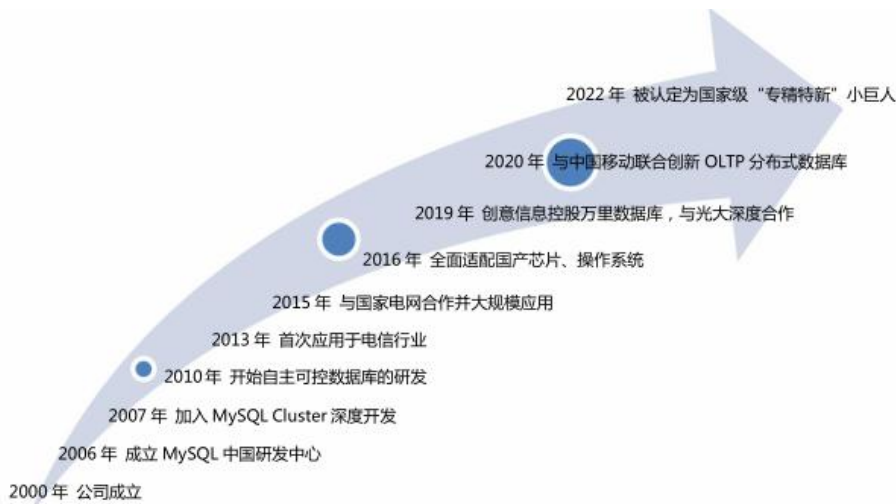 2022 年 被认定为国家级“专精特新”小巨人
2020 年 与中国移动联合创新 OLTP 分布式数据库
2019 年 创意信息控股万里数据库，与光大深度合作
2016 年 全面适配国产芯片、操作系统
2015 年 与国家电网合作并大规模应用
2013 年 首次应用于电信行业
2010 年 开始自主可控数据库的研发
2007 年 加入 MySQL Cluster 深度开发
2006 年 成立 MySQL 中国研发中心
2000 年 公司成立